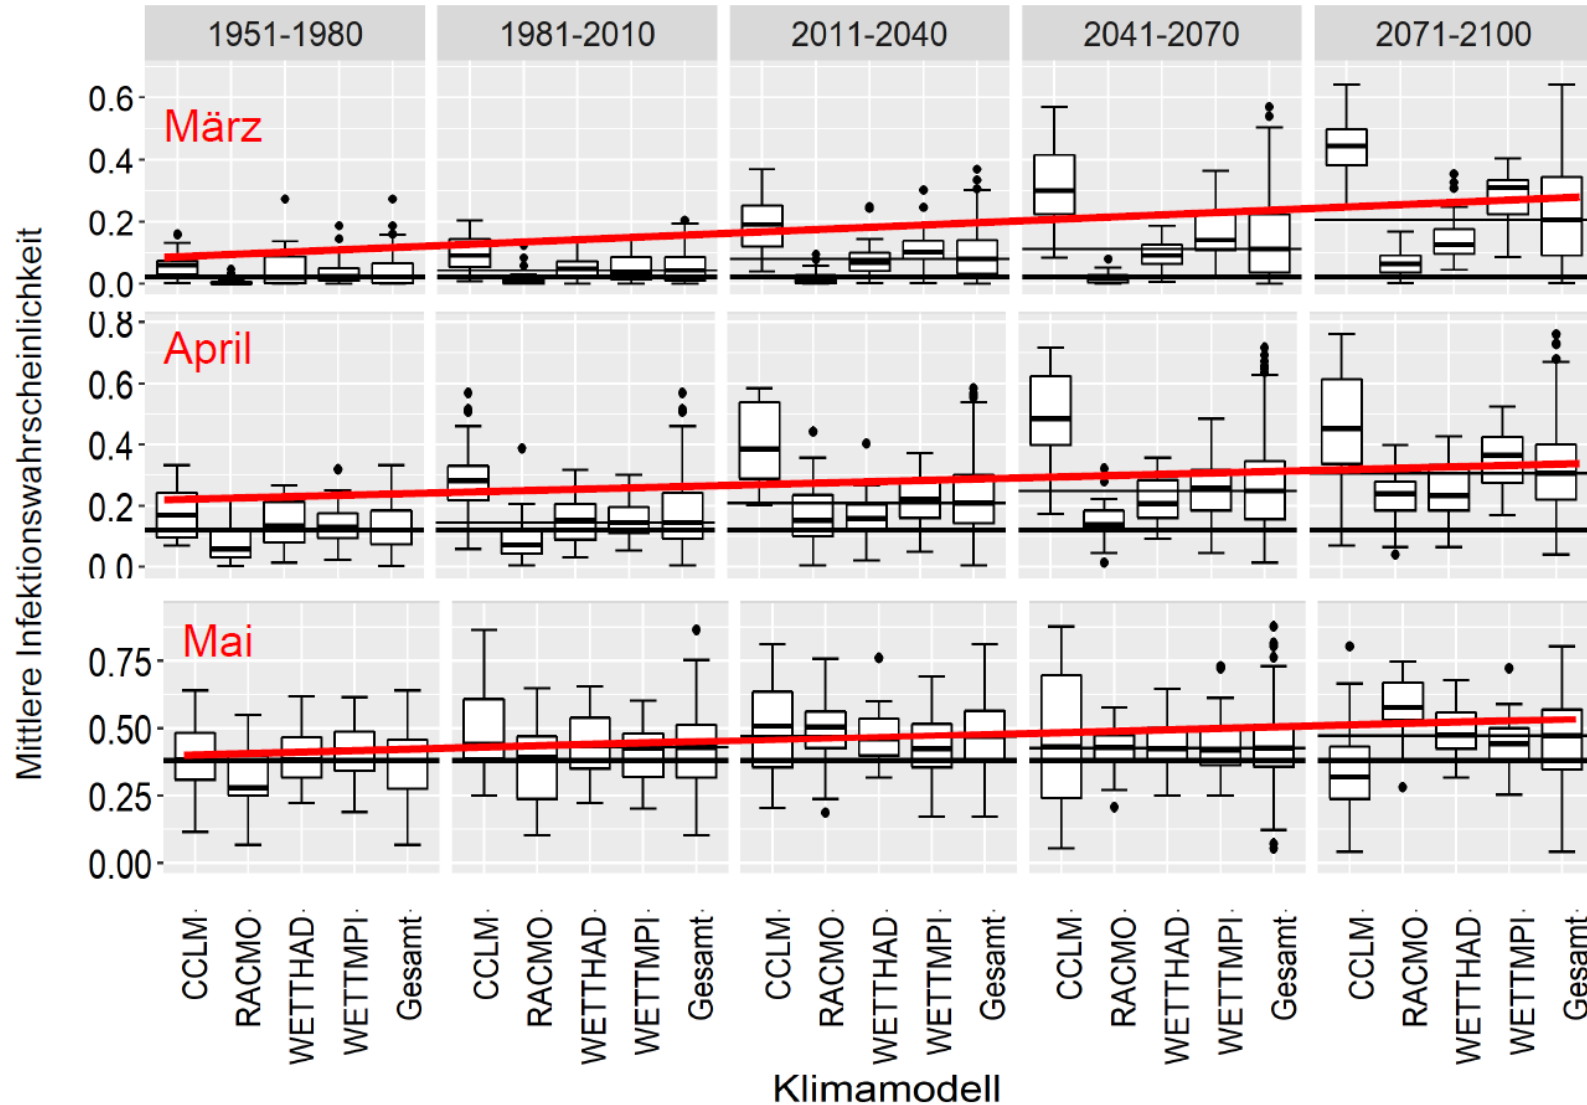 1951-1980 1981-2010 2011-2040 2041-2070 2071-2100
Mittlere Infektionswahrscheinlichkeit
März
0.6
0.4
0.2
0.0
April
0.8
0.6
0.4
0.2
0.0
Mai
0.75
0.50
0.25
0.00
CCLM RACMO WETTHAD WETTMPI Gesamt CCLM RACMO WETTHAD WETTMPI Gesamt CCLM RACMO WETTHAD WETTMPI Gesamt CCLM RACMO WETTHAD WETTMPI Gesamt CCLM RACMO WETTHAD WETTMPI Gesamt
Klimamodell